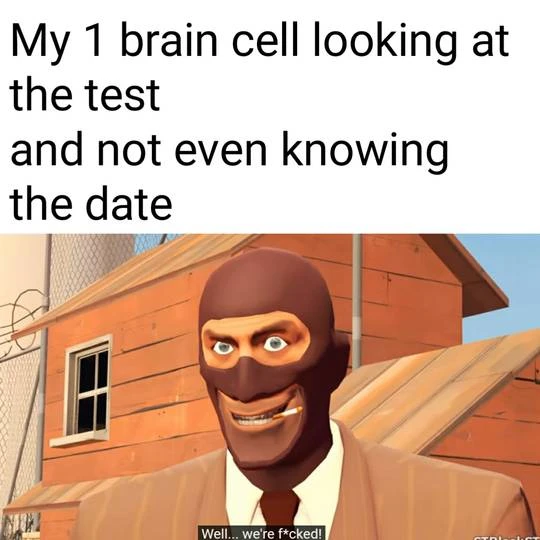 My 1 brain cell looking at
the test
and not even knowing
the date
Well... we're f*cked!